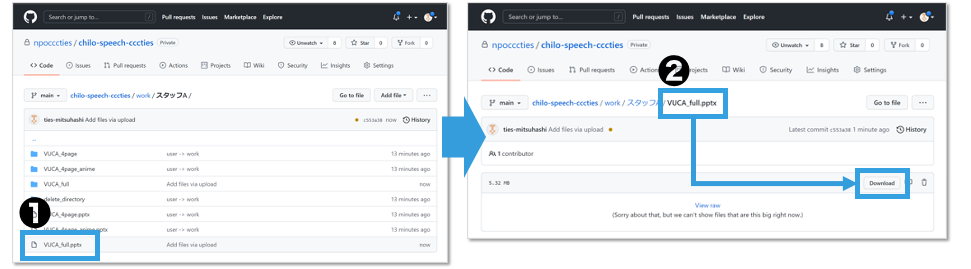 Search or jump to... /
Pull requests Issues Marketplace Explore
npocccties / chilo-speech-cccties Private
Unwatch 8 Star 0 Fork 0
Code Issues Pull requests Actions Projects Wiki Security Insights Settings
main chilo-speech-cccties / work / スタッフA / Go to file Add file ...
ties-mitsuhashi Add files via upload now History
..
VUCA_4page user -> work 13 minutes ago
VUCA_4page_anime user -> work 13 minutes ago
VUCA_full Add files via upload now
delete_directory user -> work 13 minutes ago
VUCA_4page.pptx user -> work 13 minutes ago
VUCA_4page_anime.pptx user -> work 13 minutes ago
1
VUCA_full.pptx Add files via upload now
Search or jump to... /
Pull requests Issues Marketplace Explore
npocccties / chilo-speech-cccties Private
Unwatch 8 Star 0 Fork 0
Code Issues Pull requests Actions Projects Wiki Security Insights Settings
2
main chilo-speech-cccties / work / スタッフA / VUCA_full.pptx Go to file ...
ties-mitsuhashi Add files via upload Latest commit 1 minute ago History
1 contributor
5.32 MB Download
View raw
(Sorry about that, but we can't show files that are this big right now.)